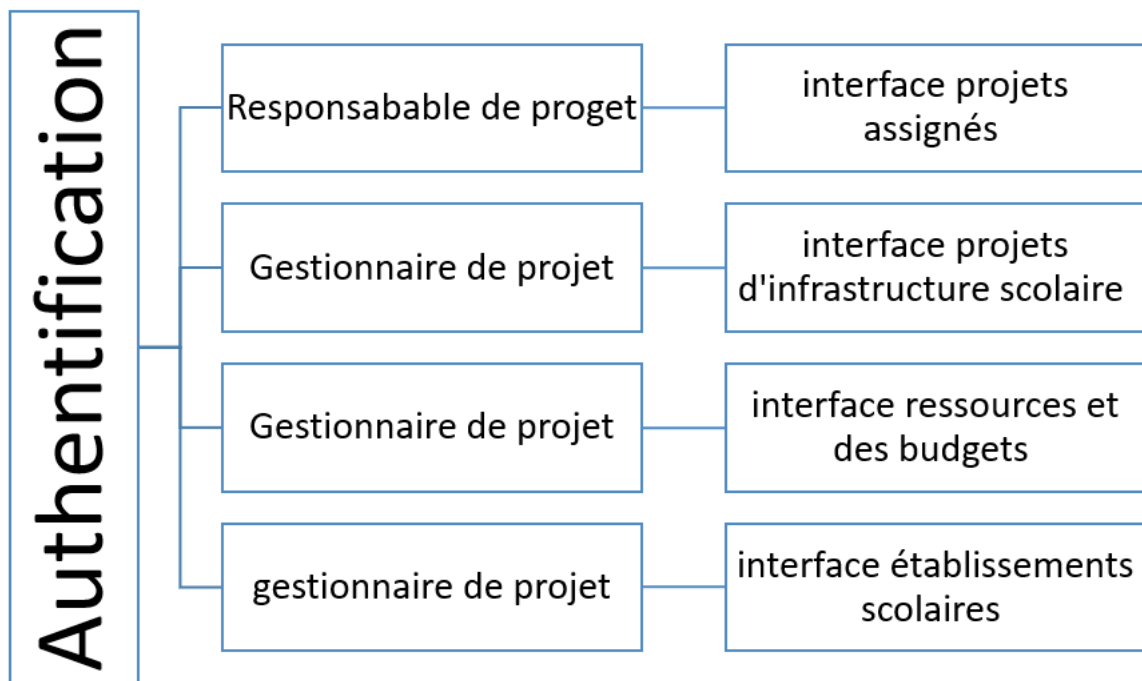 Authentification
Responsabable de proget
interface projets
assignés
Gestionnaire de projet
interface projets
d'infrastructure scolaire
Gestionnaire de projet
interface ressources et
des budgets
gestionnaire de projet
interface établissements
scolaires